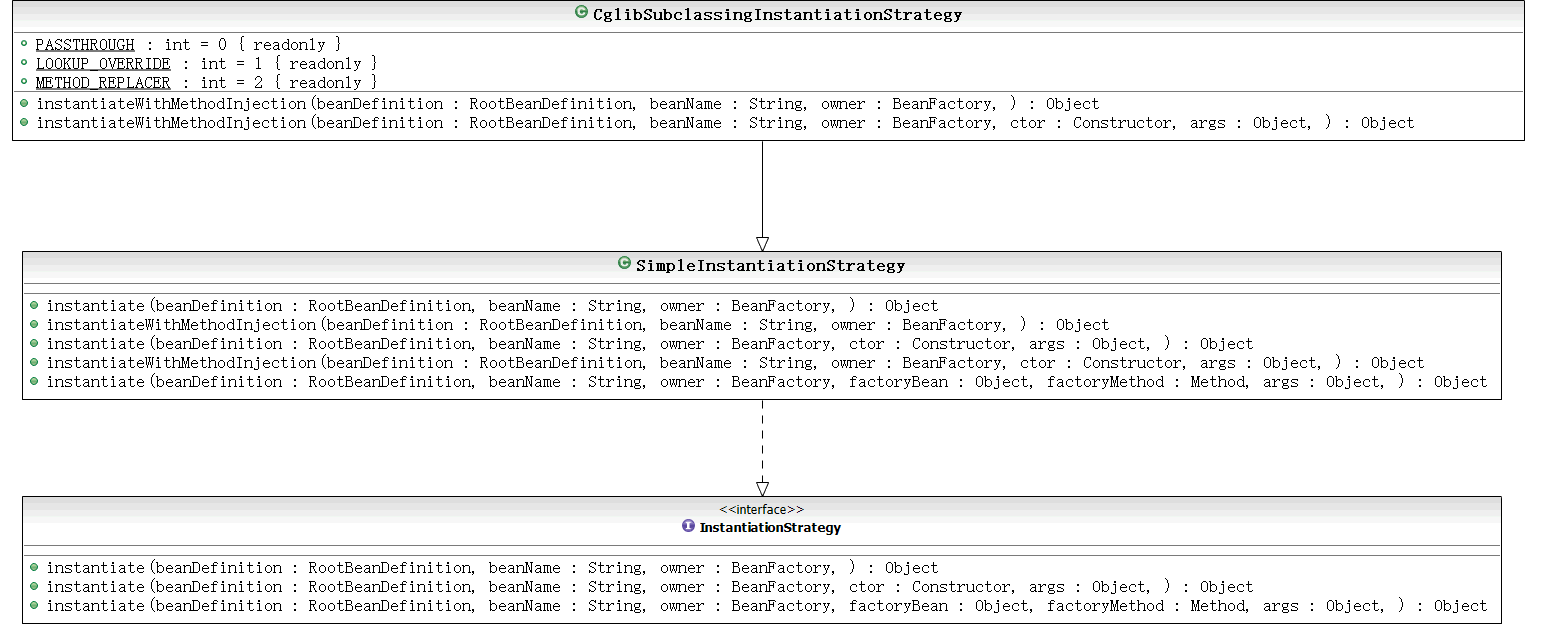 CglibSubclassingInstantiationStrategy
PASSTHROUGH : int = 0 { readonly }
LOOKUP_OVERRIDE : int = 1 { readonly }
METHOD_REPLACER : int = 2 { readonly }
instantiateWithMethodInjection(beanDefinition : RootBeanDefinition, beanName : String, owner : BeanFactory, ) : Object
instantiateWithMethodInjection(beanDefinition : RootBeanDefinition, beanName : String, owner : BeanFactory, ctor : Constructor, args : Object, ) : Object
SimpleInstantiationStrategy
instantiate(beanDefinition : RootBeanDefinition, beanName : String, owner : BeanFactory, ) : Object
instantiateWithMethodInjection(beanDefinition : RootBeanDefinition, beanName : String, owner : BeanFactory, ) : Object
instantiate(beanDefinition : RootBeanDefinition, beanName : String, owner : BeanFactory, ctor : Constructor, args : Object, ) : Object
instantiateWithMethodInjection(beanDefinition : RootBeanDefinition, beanName : String, owner : BeanFactory, ctor : Constructor, args : Object, ) : Object
instantiate(beanDefinition : RootBeanDefinition, beanName : String, owner : BeanFactory, factoryBean : Object, factoryMethod : Method, args : Object, ) : Object
<<interface>>
InstantiationStrategy
instantiate(beanDefinition : RootBeanDefinition, beanName : String, owner : BeanFactory, ) : Object
instantiate(beanDefinition : RootBeanDefinition, beanName : String, owner : BeanFactory, ctor : Constructor, args : Object, ) : Object
instantiate(beanDefinition : RootBeanDefinition, beanName : String, owner : BeanFactory, factoryBean : Object, factoryMethod : Method, args : Object, ) : Object